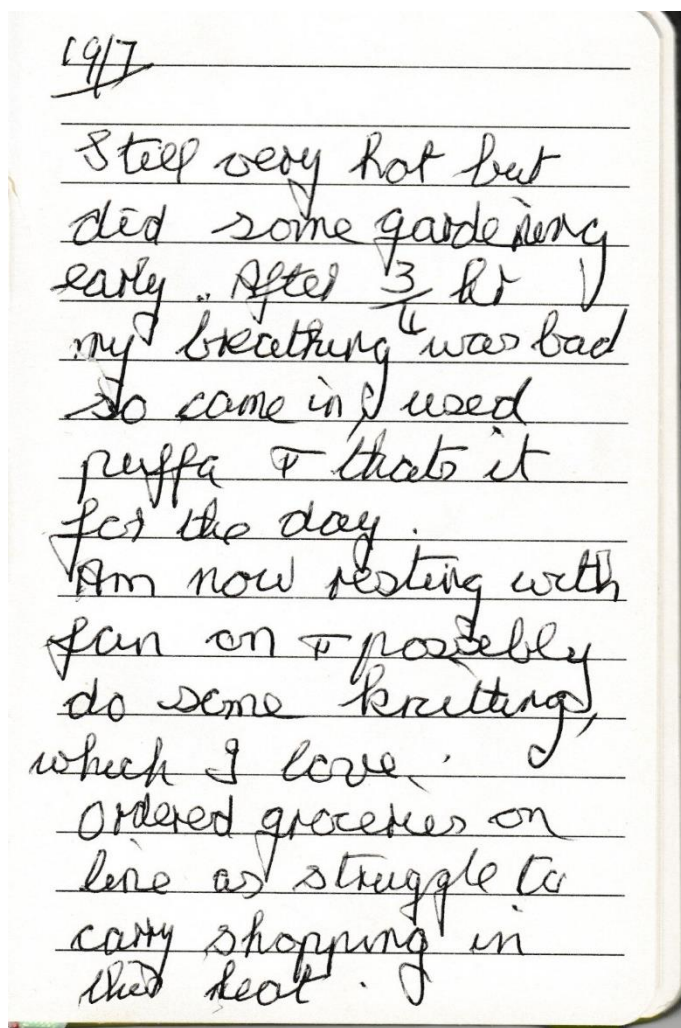 19/7
Still very hot but
did some gardening
early. After 3/4 hr
my breathing was bad
so came in, used
puffa + thats it
for the day.
Am now resting with
fan on + possibly
do some knitting,
which I love.
Ordered groceries on
line as struggle to
carry shopping in
this heat.